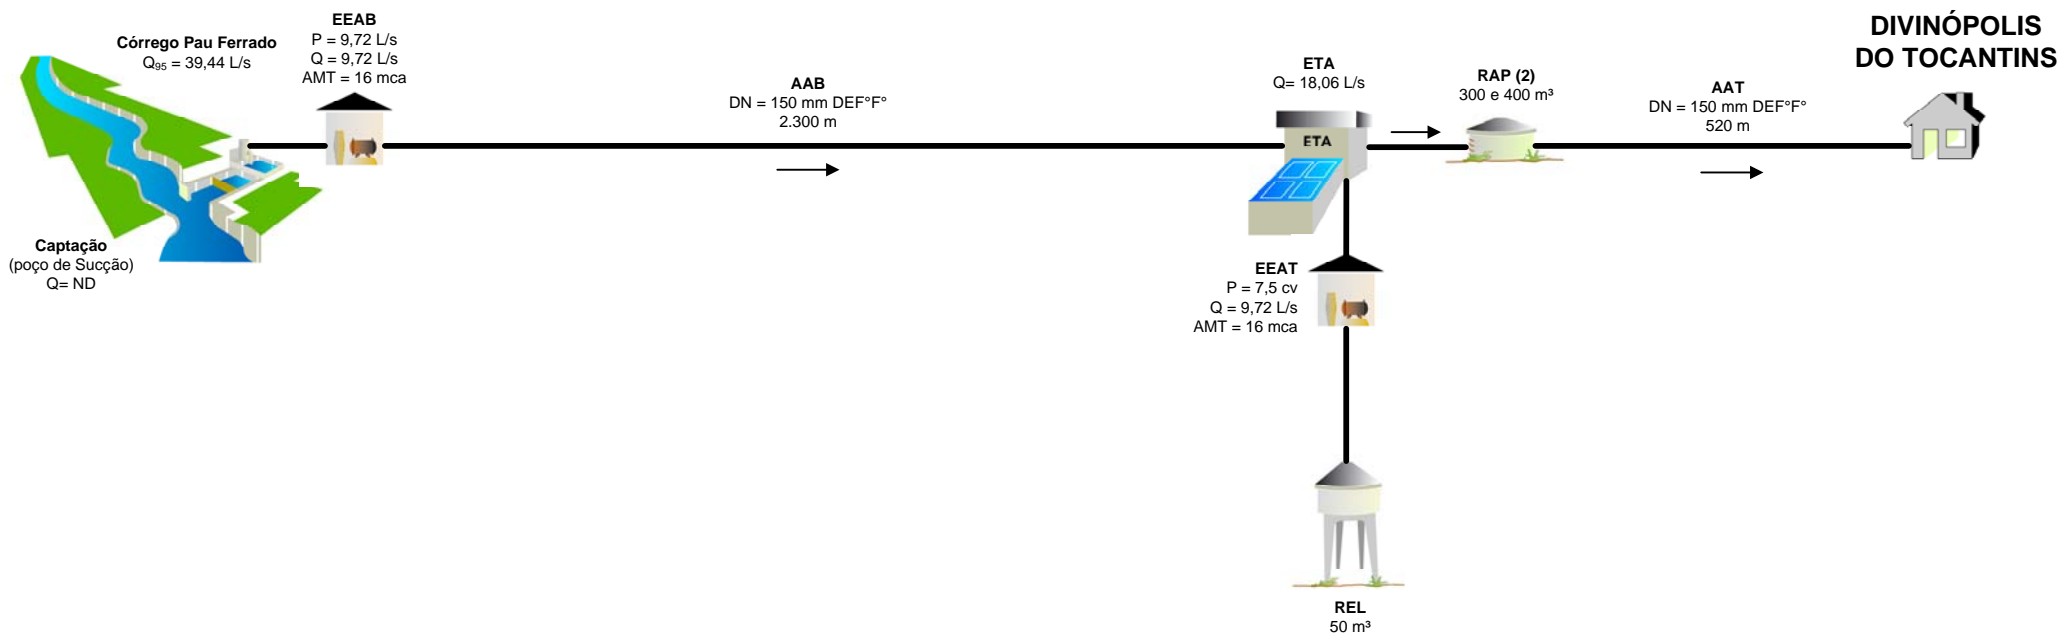 Córrego Pau Ferrado
Q₉₅ = 39,44 L/s
EEAB
P = 9,72 L/s
Q = 9,72 L/s
AMT = 16 mca
AAB
DN = 150 mm DEF°F°
2.300 m
ETA
Q= 18,06 L/s
ETA
RAP (2)
300 e 400 m³
AAT
DN = 150 mm DEF°F°
520 m
DIVINÓPOLIS
DO TOCANTINS
Captação
(poço de Sucção)
Q= ND
EEAT
P = 7,5 cv
Q = 9,72 L/s
AMT = 16 mca
REL
50 m³